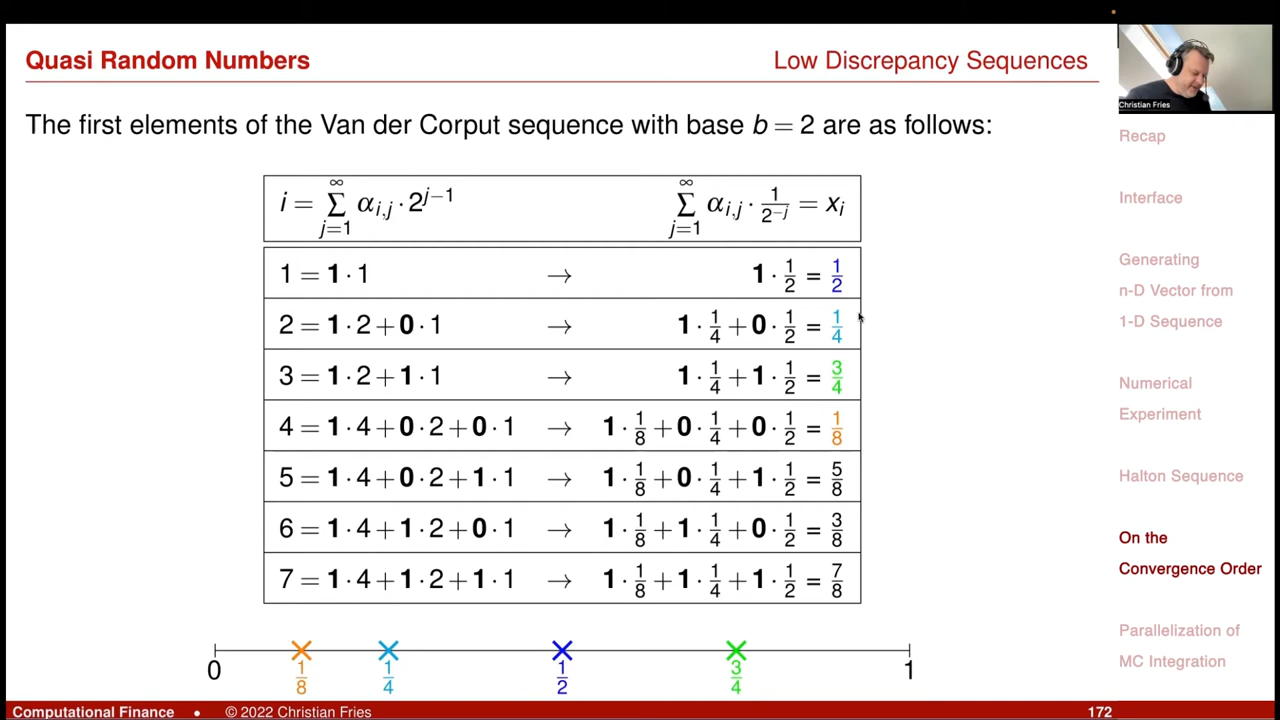 Quasi Random Numbers
Low Discrepancy Sequences
Christian Fries
The first elements of the Van der Corput sequence with base b = 2 are as follows:
i = ∑_{j=1}^{∞} α_{i,j} · 2^{j−1}    ∑_{j=1}^{∞} α_{i,j} · 1/2^{−j} = x_i
1 = 1 · 1 → 1 · 1/2 = 1/2
2 = 1 · 2 + 0 · 1 → 1 · 1/4 + 0 · 1/2 = 1/4
3 = 1 · 2 + 1 · 1 → 1 · 1/4 + 1 · 1/2 = 3/4
4 = 1 · 4 + 0 · 2 + 0 · 1 → 1 · 1/8 + 0 · 1/4 + 0 · 1/2 = 1/8
5 = 1 · 4 + 0 · 2 + 1 · 1 → 1 · 1/8 + 0 · 1/4 + 1 · 1/2 = 5/8
6 = 1 · 4 + 1 · 2 + 0 · 1 → 1 · 1/8 + 1 · 1/4 + 0 · 1/2 = 3/8
7 = 1 · 4 + 1 · 2 + 1 · 1 → 1 · 1/8 + 1 · 1/4 + 1 · 1/2 = 7/8
0 1/8 1/4 1/2 3/4 1
Recap
Interface
Generating
n-D Vector from
1-D Sequence
Numerical
Experiment
Halton Sequence
On the
Convergence Order
Parallelization of
MC Integration
Computational Finance • © 2022 Christian Fries
172